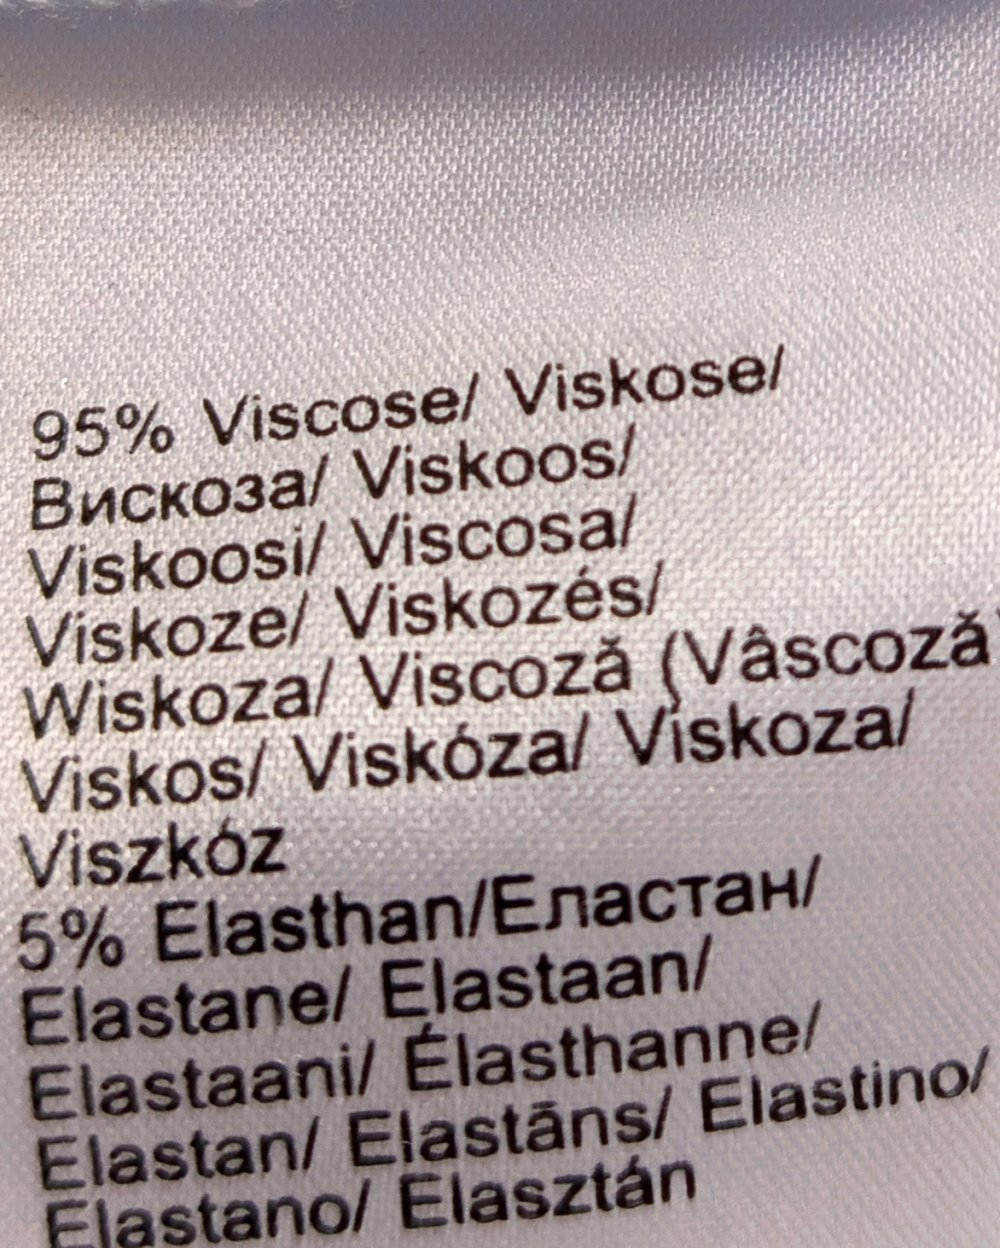 95% Viscose/ Viskose/
Вискоза/ Viskoos/
Viskoosi/ Viscosa/
Viskoze/ Viskozés/
Wiskoza/ Viscoză (Vâscoză
Viskos/ Viskóza/ Viskoza/
Viszkóz
5% Elasthan/Еластан/
Elastane/ Elastaan/
Elastaani/ Élasthanne/
Elastan/ Elastāns/ Elastino/
Elastano/ Elasztán